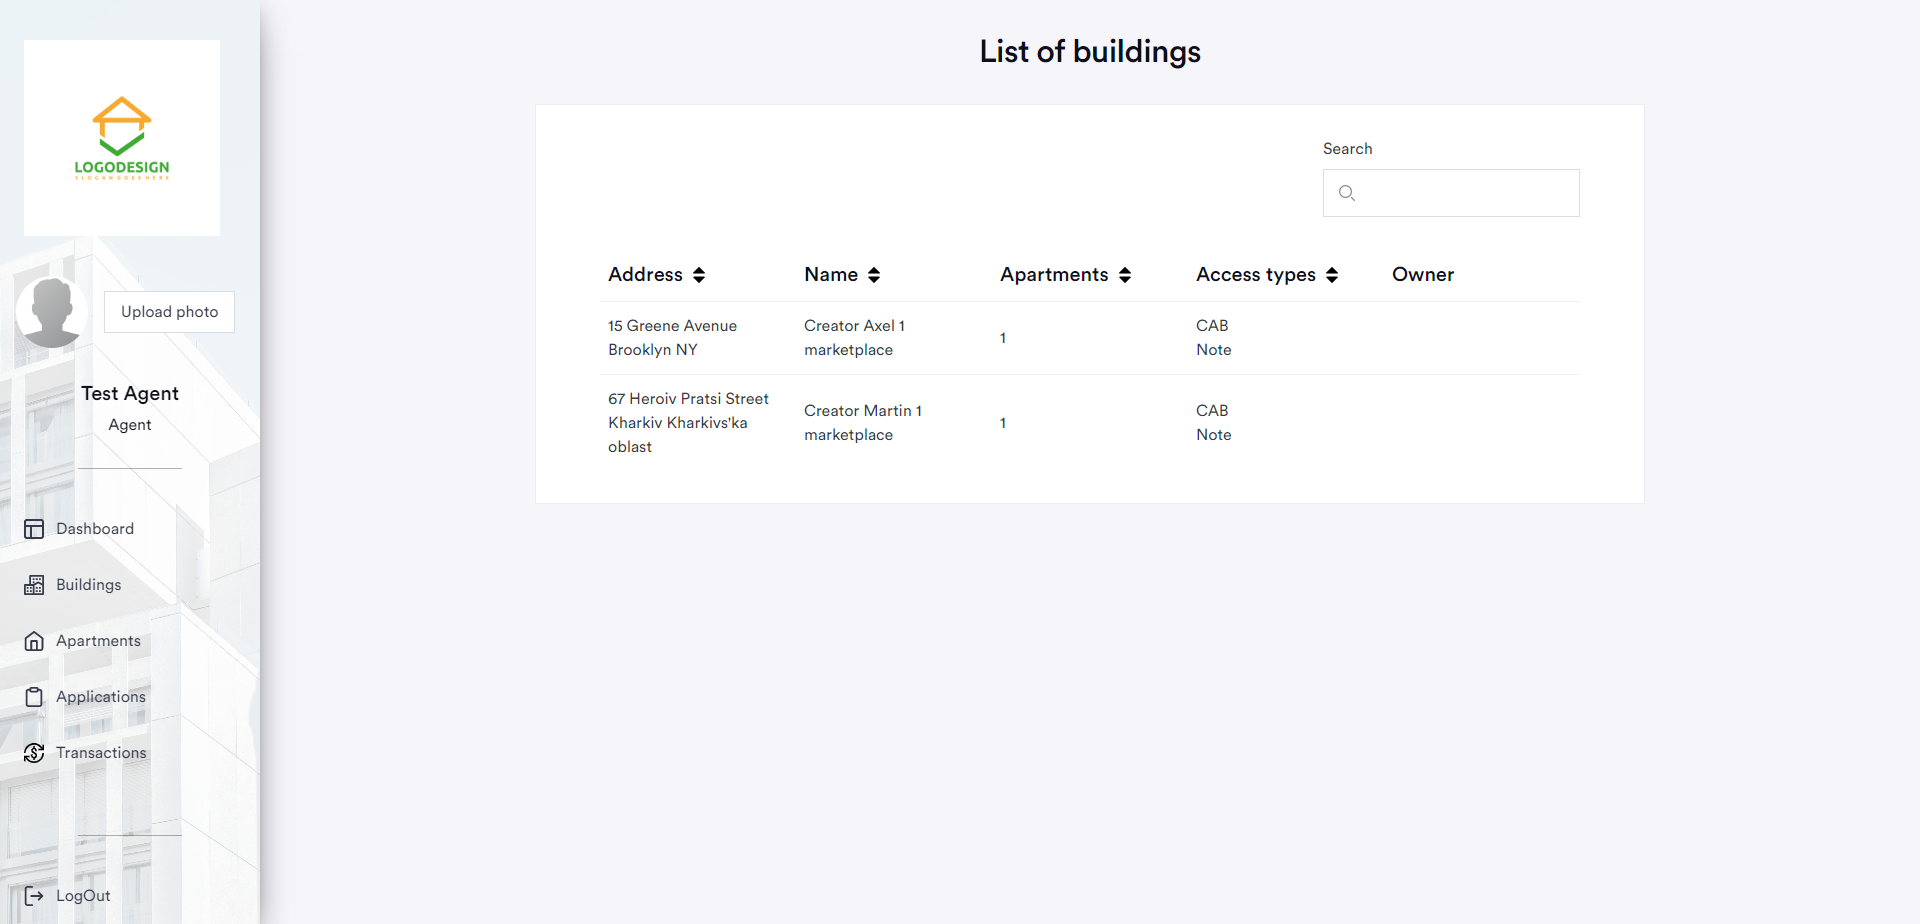 LOGODESIGN
SLOGANGOESHERE
Upload photo
Test Agent
Agent
Dashboard
Buildings
Apartments
Applications
Transactions
LogOut
List of buildings
Search
Address Name Apartments Access types Owner
15 Greene Avenue
Brooklyn NY
Creator Axel 1
marketplace
1
CAB
Note
67 Heroiv Pratsi Street
Kharkiv Kharkivs'ka
oblast
Creator Martin 1
marketplace
1
CAB
Note